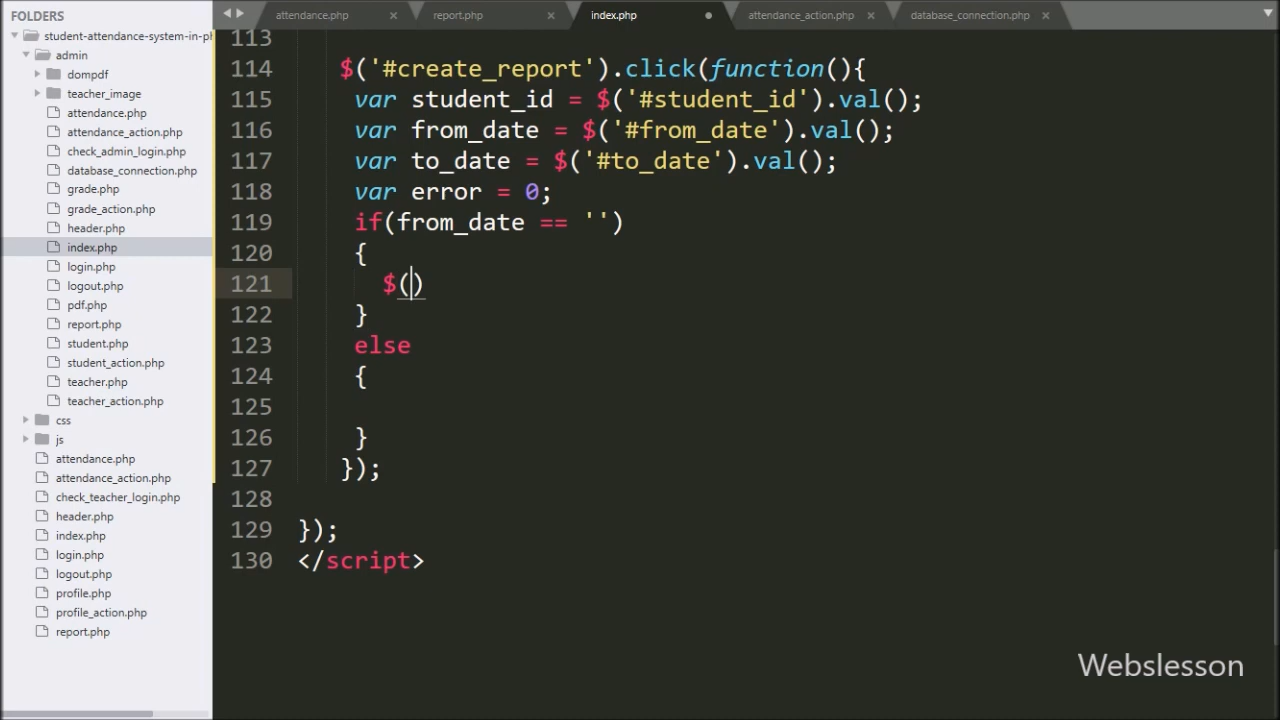 FOLDERS
student-attendance-system-in-ph
admin
dompdf
teacher_image
attendance.php
attendance_action.php
check_admin_login.php
database_connection.php
grade.php
grade_action.php
header.php
index.php
login.php
logout.php
pdf.php
report.php
student.php
student_action.php
teacher.php
teacher_action.php
css
js
attendance.php
attendance_action.php
check_teacher_login.php
header.php
index.php
login.php
logout.php
profile.php
profile_action.php
report.php
attendance.php × report.php × index.php attendance_action.php × database_connection.php ×
113
114 $('#create_report').click(function(){
115 var student_id = $('#student_id').val();
116 var from_date = $('#from_date').val();
117 var to_date = $('#to_date').val();
118 var error = 0;
119 if(from_date == '')
120 {
121 $()
122 }
123 else
124 {
125
126 }
127 });
128
129 });
130 </script>
Webslesson